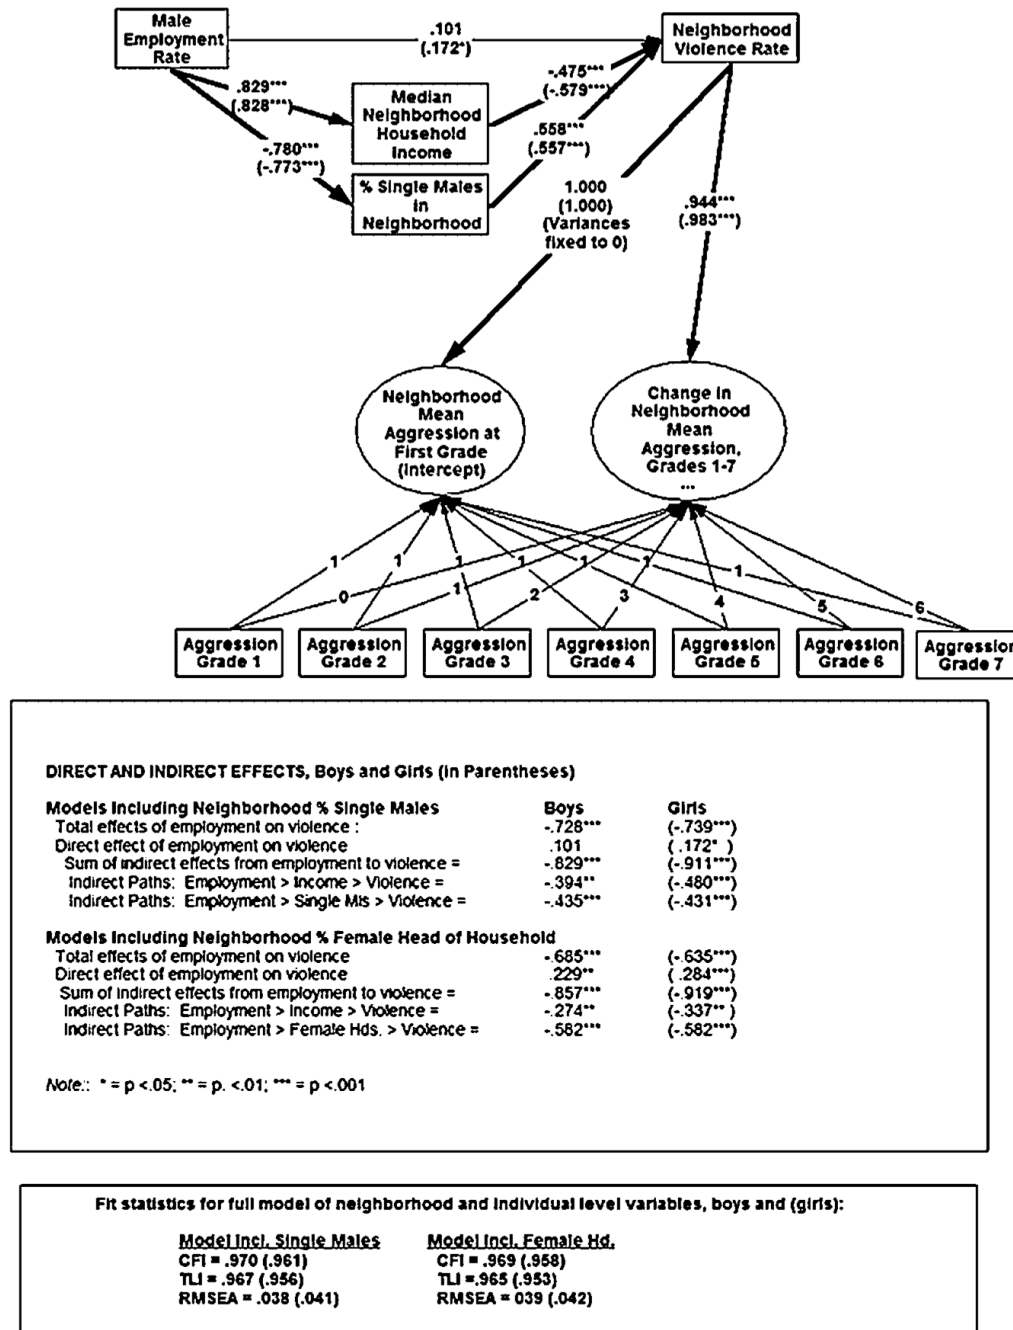 Male
Employment
Rate
.101
(.172*)
Neighborhood
Violence Rate
.829***
(.828***)
-.475***
(-.579***)
Median
Neighborhood
Household
Income
-.780***
(-.773***)
.558***
(.557***)
% Single Males
in
Neighborhood
1.000
(1.000)
(Variances
fixed to 0)
.944***
(.983***)
Neighborhood
Mean
Aggression at
First Grade
(Intercept)
Change in
Neighborhood
Mean
Aggression,
Grades 1-7
...
1 1 1 1 1 1 1
0 1 2 3 4 5 6
Aggression
Grade 1
Aggression
Grade 2
Aggression
Grade 3
Aggression
Grade 4
Aggression
Grade 5
Aggression
Grade 6
Aggression
Grade 7
DIRECT AND INDIRECT EFFECTS, Boys and Girls (in Parentheses)
Models Including Neighborhood % Single Males Boys Girls
Total effects of employment on violence : -.728*** (-.739***)
Direct effect of employment on violence .101 ( .172* )
Sum of indirect effects from employment to violence = -.829*** (-.911***)
Indirect Paths: Employment > Income > Violence = -.394** (-.480***)
Indirect Paths: Employment > Single Mls > Violence = -.435*** (-.431***)
Models Including Neighborhood % Female Head of Household
Total effects of employment on violence -.685*** (-.635***)
Direct effect of employment on violence .229** ( .284***)
Sum of indirect effects from employment to violence = -.857*** (-.919***)
Indirect Paths: Employment > Income > Violence = -.274** (-.337** )
Indirect Paths: Employment > Female Hds. > Violence = -.582*** (-.582***)
Note.: * = p <.05; ** = p. <.01; *** = p <.001
Fit statistics for full model of neighborhood and individual level variables, boys and (girls):
Model Incl. Single Males Model Incl. Female Hd.
CFI = .970 (.961) CFI = .969 (.958)
TLI = .967 (.956) TLI = .965 (.953)
RMSEA = .038 (.041) RMSEA = 039 (.042)